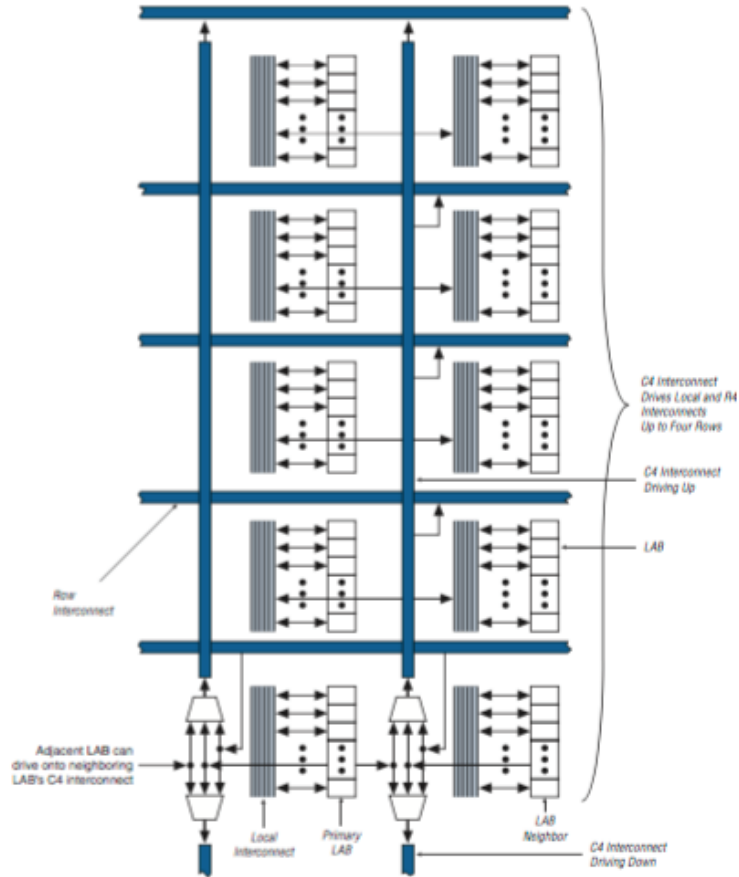 C4 Interconnect
Drives Local and R4
Interconnects
Up to Four Rows
C4 Interconnect
Driving Up
LAB
Row
Interconnect
Adjacent LAB can
drive onto neighboring
LAB's C4 interconnect
Local
Interconnect
Primary
LAB
LAB
Neighbor
C4 Interconnect
Driving Down